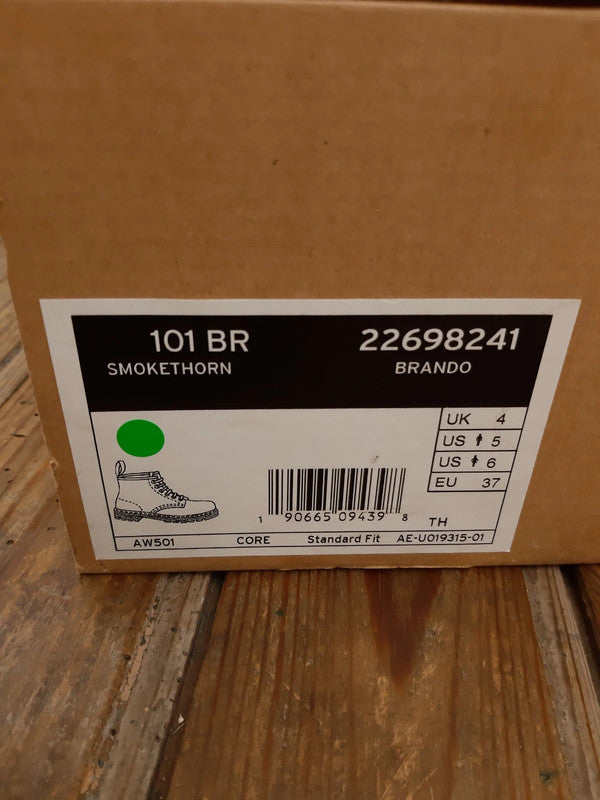 101 BR 22698241
SMOKETHORN BRANDO
UK 4
US 5
US 6
EU 37
1 90665 09439 8 TH
AW501 CORE Standard Fit AE-U019315-01